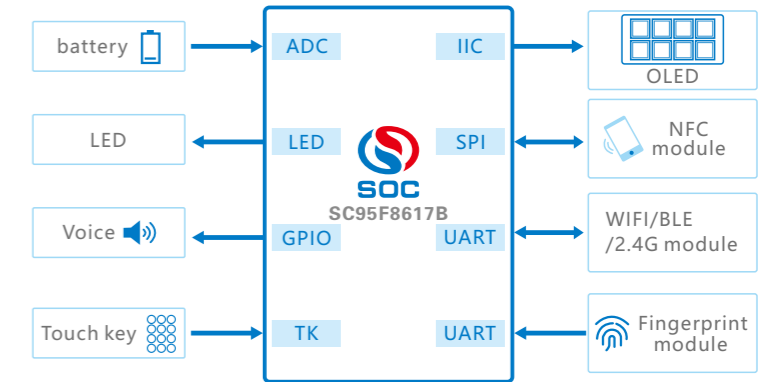 battery
ADC
IIC
OLED
LED
LED
SPI
NFC
module
SOC
SC95F8617B
Voice
GPIO
UART
WIFI/BLE
/2.4G module
Touch key
TK
UART
Fingerprint
module